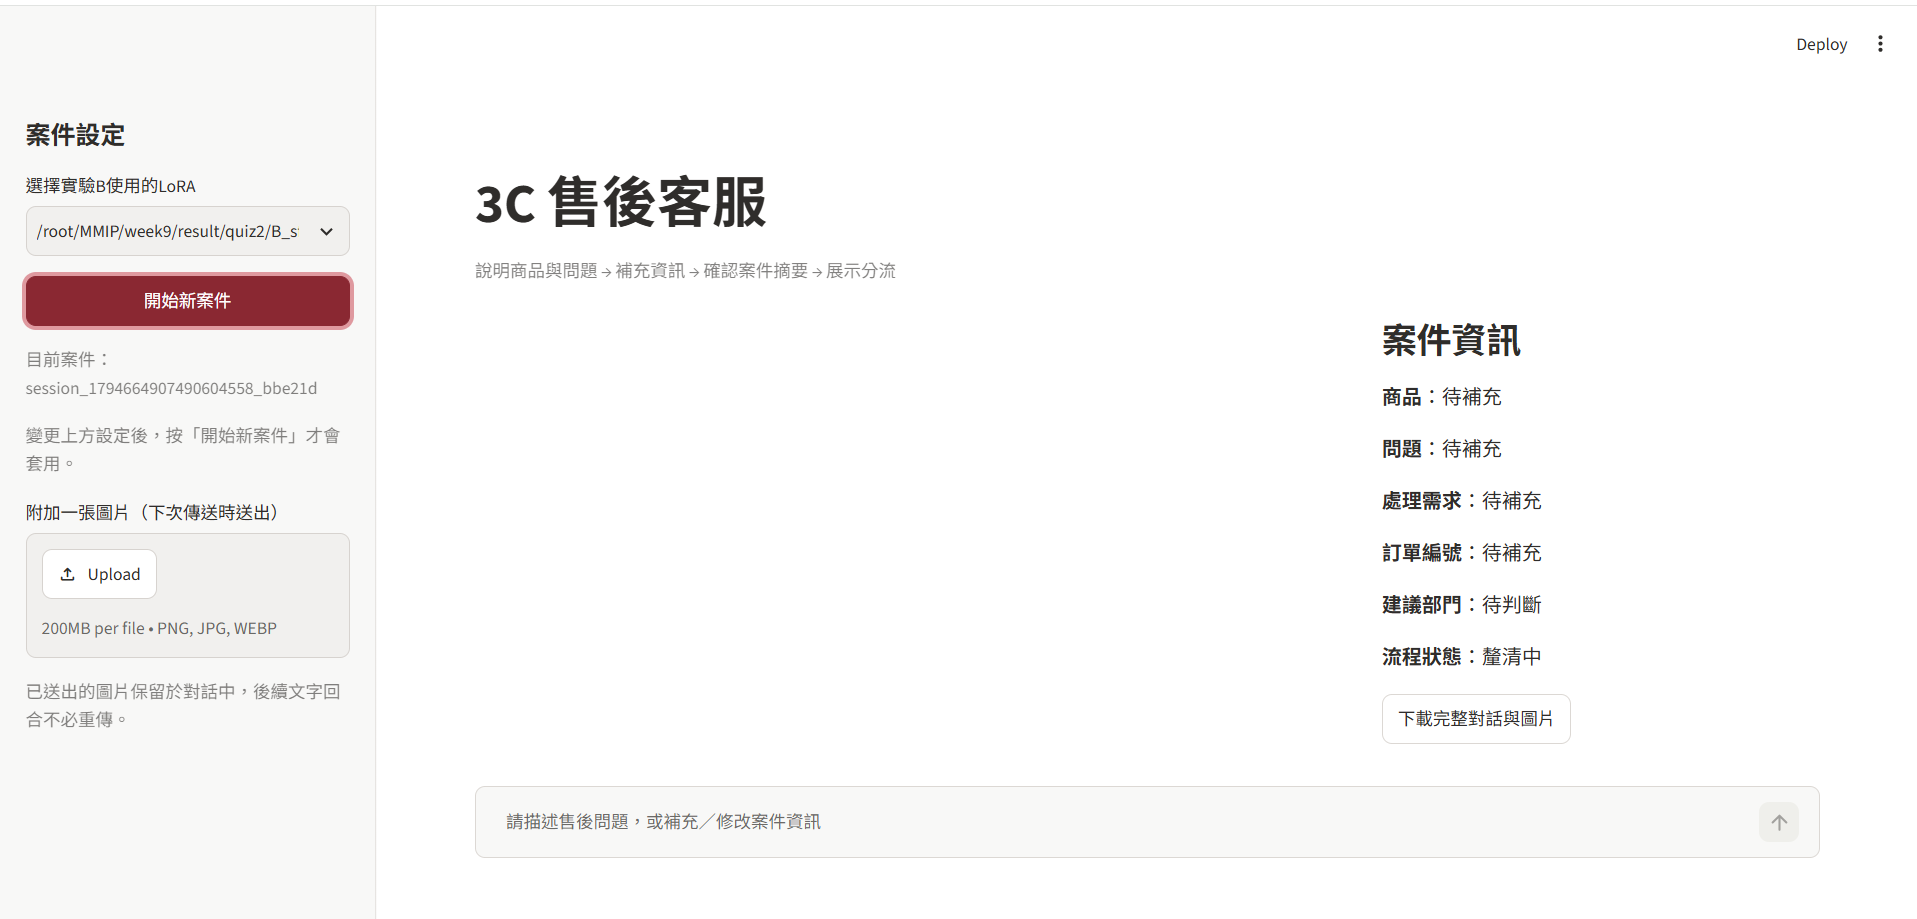 Deploy
案件設定
選擇實驗B使用的LoRA
/root/MMIP/week9/result/quiz2/B_s
開始新案件
目前案件：
session_1794664907490604558_bbe21d
變更上方設定後，按「開始新案件」才會
套用。
附加一張圖片（下次傳送時送出）
Upload
200MB per file • PNG, JPG, WEBP
已送出的圖片保留於對話中，後續文字回
合不必重傳。
3C 售後客服
說明商品與問題 → 補充資訊 → 確認案件摘要 → 展示分流
案件資訊
商品：待補充
問題：待補充
處理需求：待補充
訂單編號：待補充
建議部門：待判斷
流程狀態：釐清中
下載完整對話與圖片
請描述售後問題，或補充／修改案件資訊